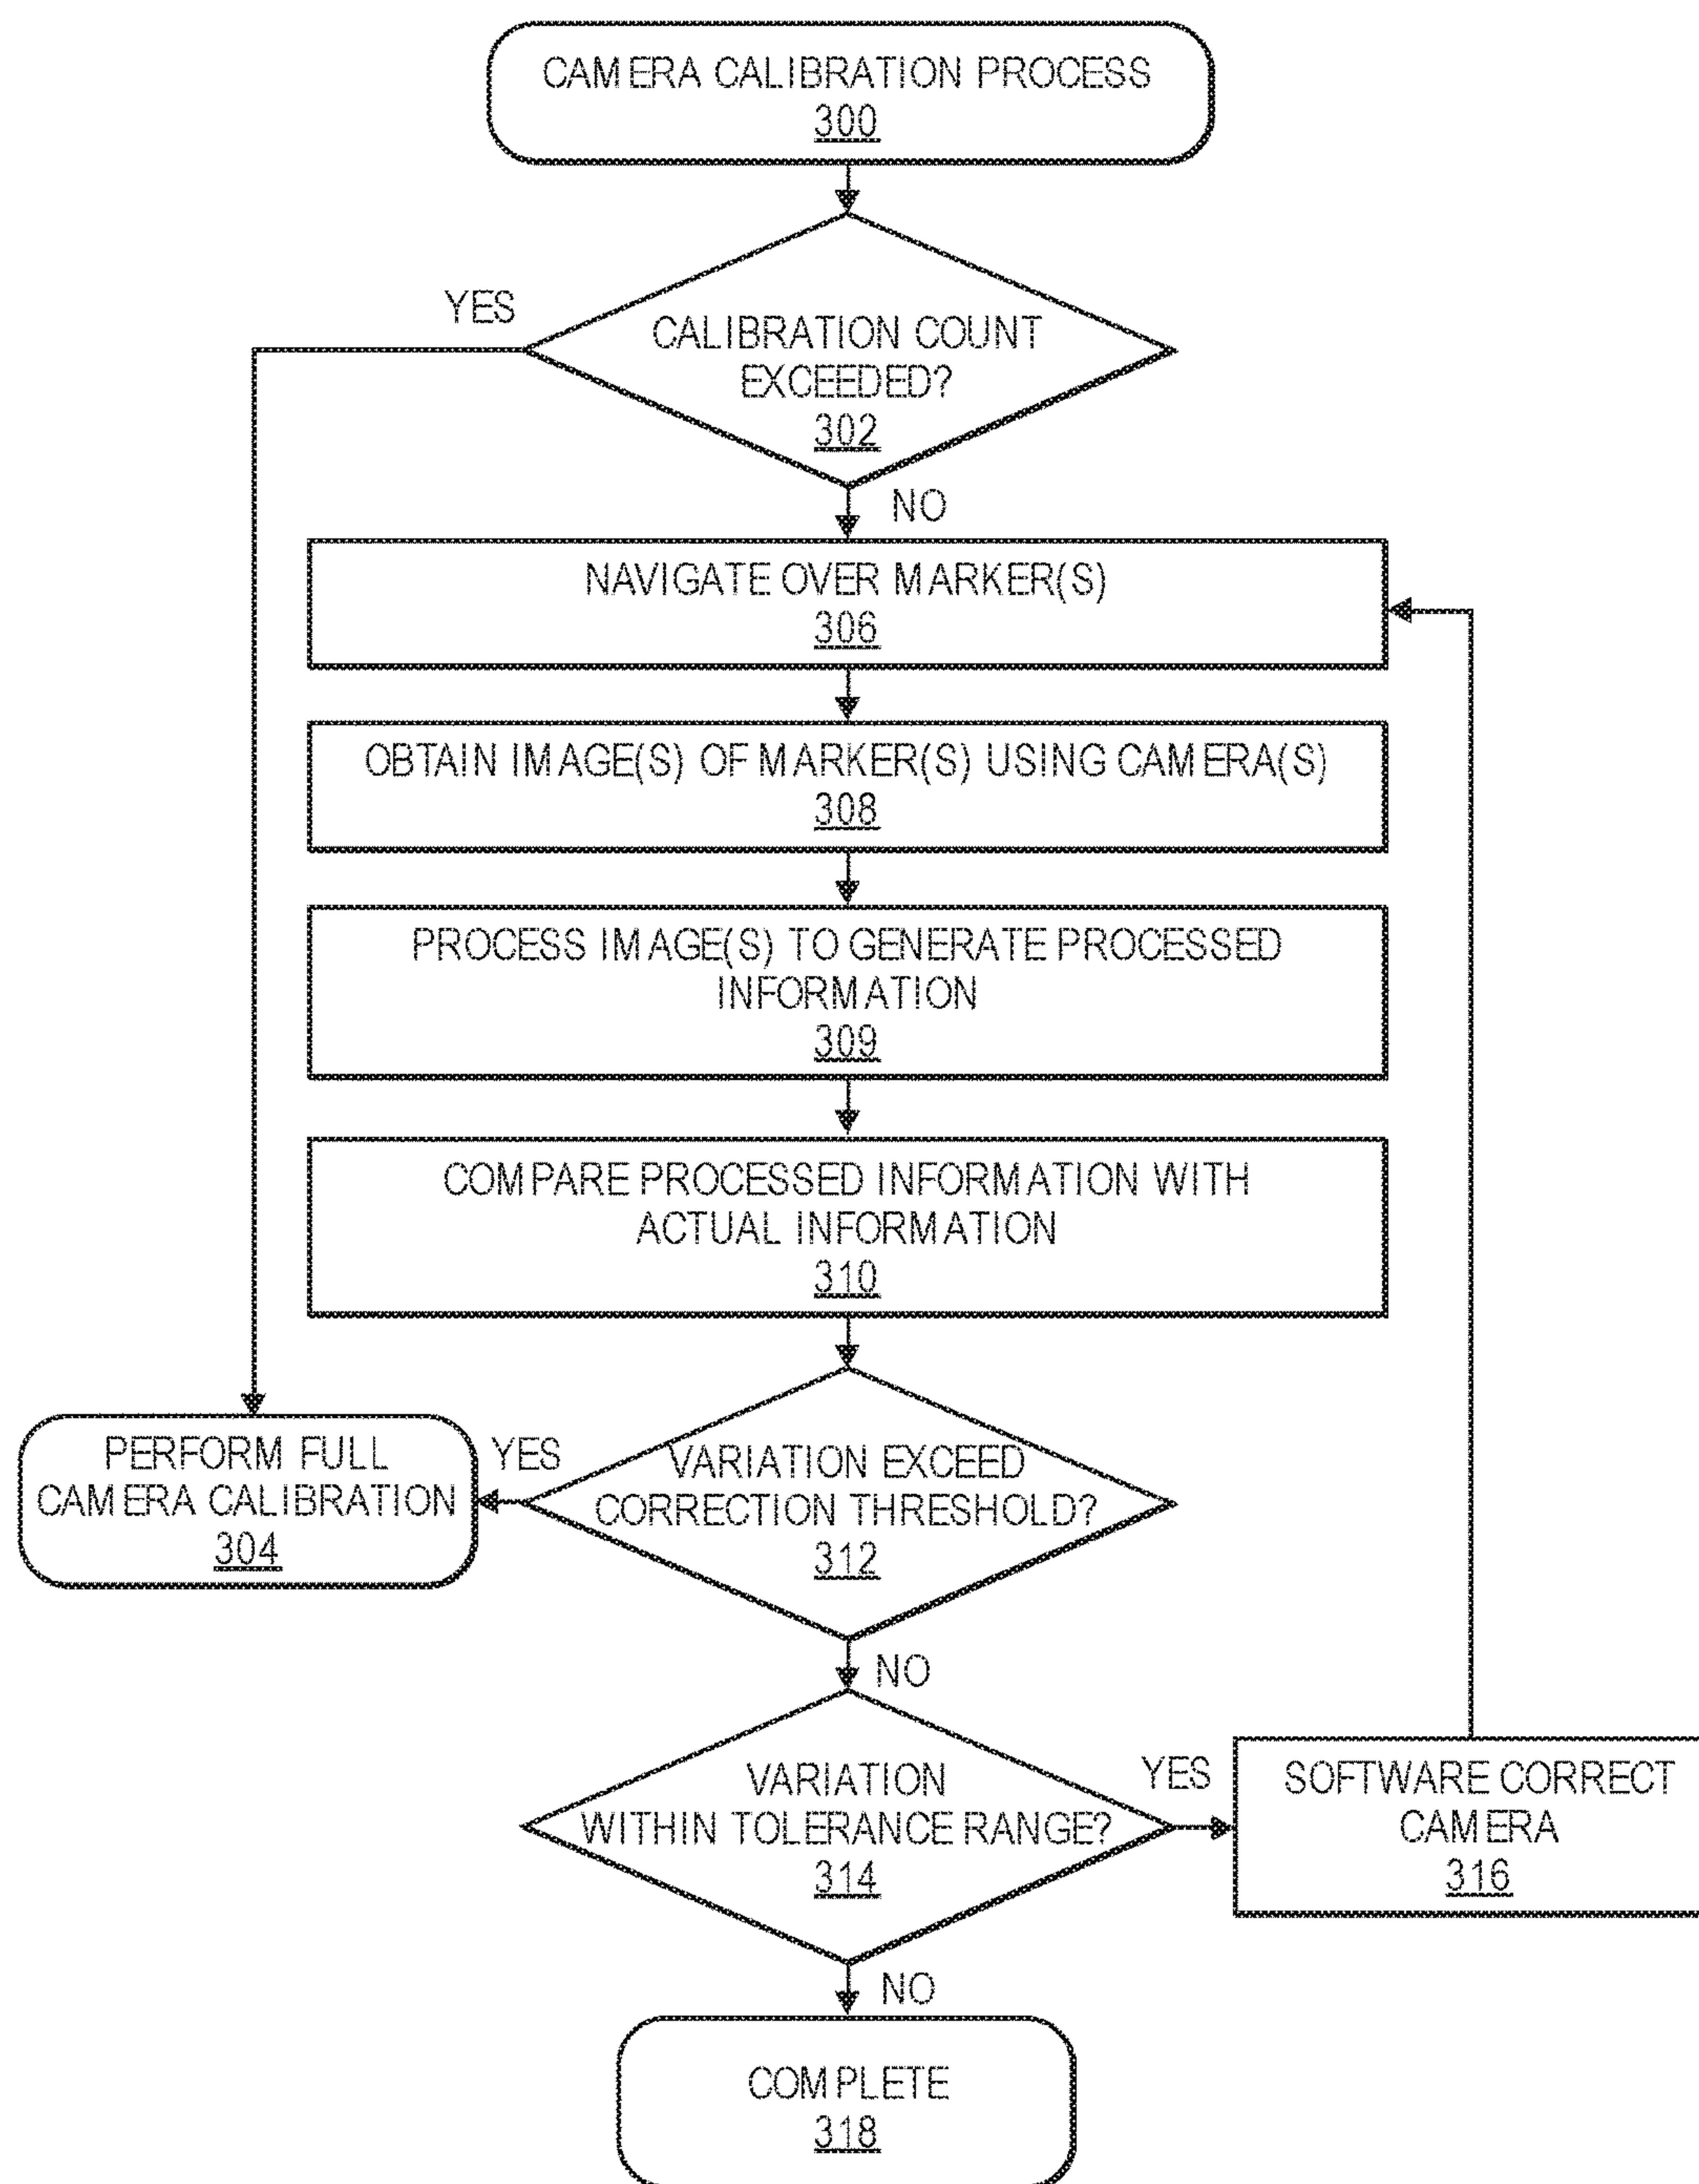 CAMERA CALIBRATION PROCESS
300
YES
CALIBRATION COUNT
EXCEEDED?
302
NO
NAVIGATE OVER MARKER(S)
306
OBTAIN IMAGE(S) OF MARKER(S) USING CAMERA(S)
308
PROCESS IMAGE(S) TO GENERATE PROCESSED
INFORMATION
309
COMPARE PROCESSED INFORMATION WITH
ACTUAL INFORMATION
310
PERFORM FULL
CAMERA CALIBRATION
304
YES
VARIATION EXCEED
CORRECTION THRESHOLD?
312
NO
VARIATION
WITHIN TOLERANCE RANGE?
314
YES
SOFTWARE CORRECT
CAMERA
316
NO
COMPLETE
318